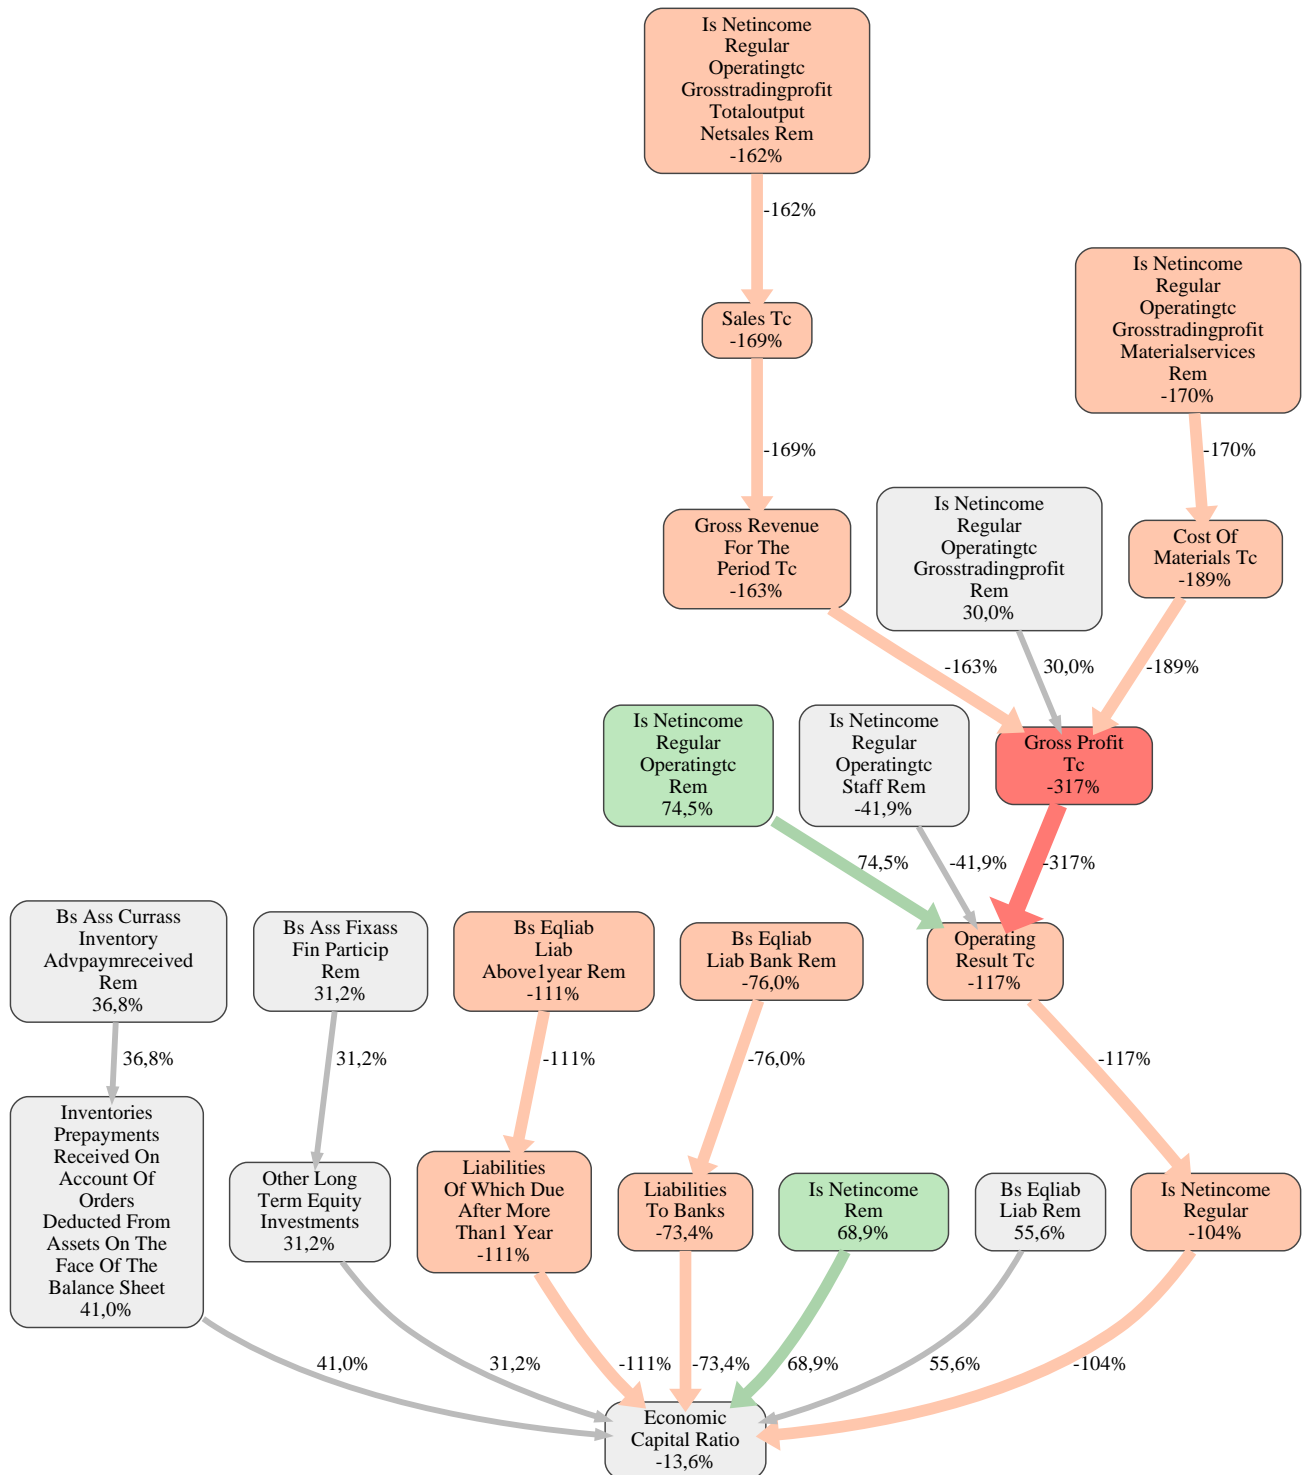 Is Netincome
Regular
Operatingtc
Grosstradingprofit
Totaloutput
Netsales Rem
-162%
-162%
Is Netincome
Regular
Operatingtc
Grosstradingprofit
Materialservices
Rem
-170%
Sales Tc
-169%
-169%
-170%
Gross Revenue
For The
Period Tc
-163%
Is Netincome
Regular
Operatingtc
Grosstradingprofit
Rem
30,0%
Cost Of
Materials Tc
-189%
-163%
30,0%
-189%
Is Netincome
Regular
Operatingtc
Rem
74,5%
Is Netincome
Regular
Operatingtc
Staff Rem
-41,9%
Gross Profit
Tc
-317%
74,5%
-41,9%
-317%
Bs Ass Currass
Inventory
Advpaymreceived
Rem
36,8%
Bs Ass Fixass
Fin Particip
Rem
31,2%
Bs Eqliab
Liab
Above1year Rem
-111%
Bs Eqliab
Liab Bank Rem
-76,0%
Operating
Result Tc
-117%
36,8%
31,2%
-111%
-76,0%
-117%
Inventories
Prepayments
Received On
Account Of
Orders
Deducted From
Assets On The
Face Of The
Balance Sheet
41,0%
Other Long
Term Equity
Investments
31,2%
Liabilities
Of Which Due
After More
Than1 Year
-111%
Liabilities
To Banks
-73,4%
Is Netincome
Rem
68,9%
Bs Eqliab
Liab Rem
55,6%
Is Netincome
Regular
-104%
41,0%
31,2%
-111%
-73,4%
68,9%
55,6%
-104%
Economic
Capital Ratio
-13,6%